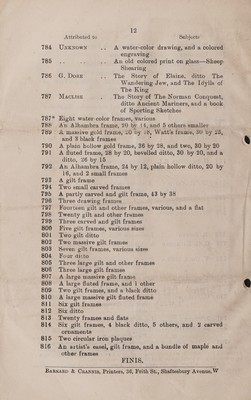 12
Attributed to Subjects
784 UNKNOWN ,, A water-color drawing, and a colored
engraving
785 ,, ,, An old colored print on glass—Sheep
Shearing
786 G. DORE ,, The Story of Elaine, ditto The
Wandering Jew, and The Idylls of
The King
787 MACLISE ,, The Story of The Norman Conquest,
ditto Ancient Mariners, and a book
of Sporting Sketches
787* Eight water-color frames, various
788 An Alhambra frame, 20 by 14, and 5 others smaller
789 A massive gold frame, 20 by 16, Watt's frame, 30 by 25,
and 3 black frames
790 A plain hollow gold frame, 36 by 28, and two, 30 by 20
791 A fluted frame, 28 by 20, bevelled ditto, 30 by 20, and a
ditto, 26 by 15
792 An Alhambra frame, 24 by 12, plain hollow ditto, 20 by
16, and 2 small frames
793 A gilt frame
794 Two small carved frames
795 A partly carved and gilt frame, 43 by 38
796 Three drawing frames
797 Fourteen gilt and other frames, various, and a flat
798 Twenty gilt and other frames
799 Three carved and gilt frames
800 Five gilt frames, various sizes
801 Two gilt ditto
802 Two massive gilt frames
803 Seven gilt frames, various sizes
804 Four ditto
805 Three large gilt and other frames
806 Three large gilt frames
807 A large massive gilt frame
808 A large fluted frame, and 1 other
809 Two gilt frames, and a black ditto
810 A large massive gilt fluted frame
811 Six gilt frames
812 Six ditto
813 Twenty frames and flats
814 Six gilt frames, 4 black ditto, 5 others, and 2 carved
ornaments
815 Two circular iron plaques
816 An artist's easel, gilt frame, and a bundle of maple and
other frames
FINIS.
BARNARD & CHANNIS, Printers, 36, Frith St., Shaftesbury Avenue, W